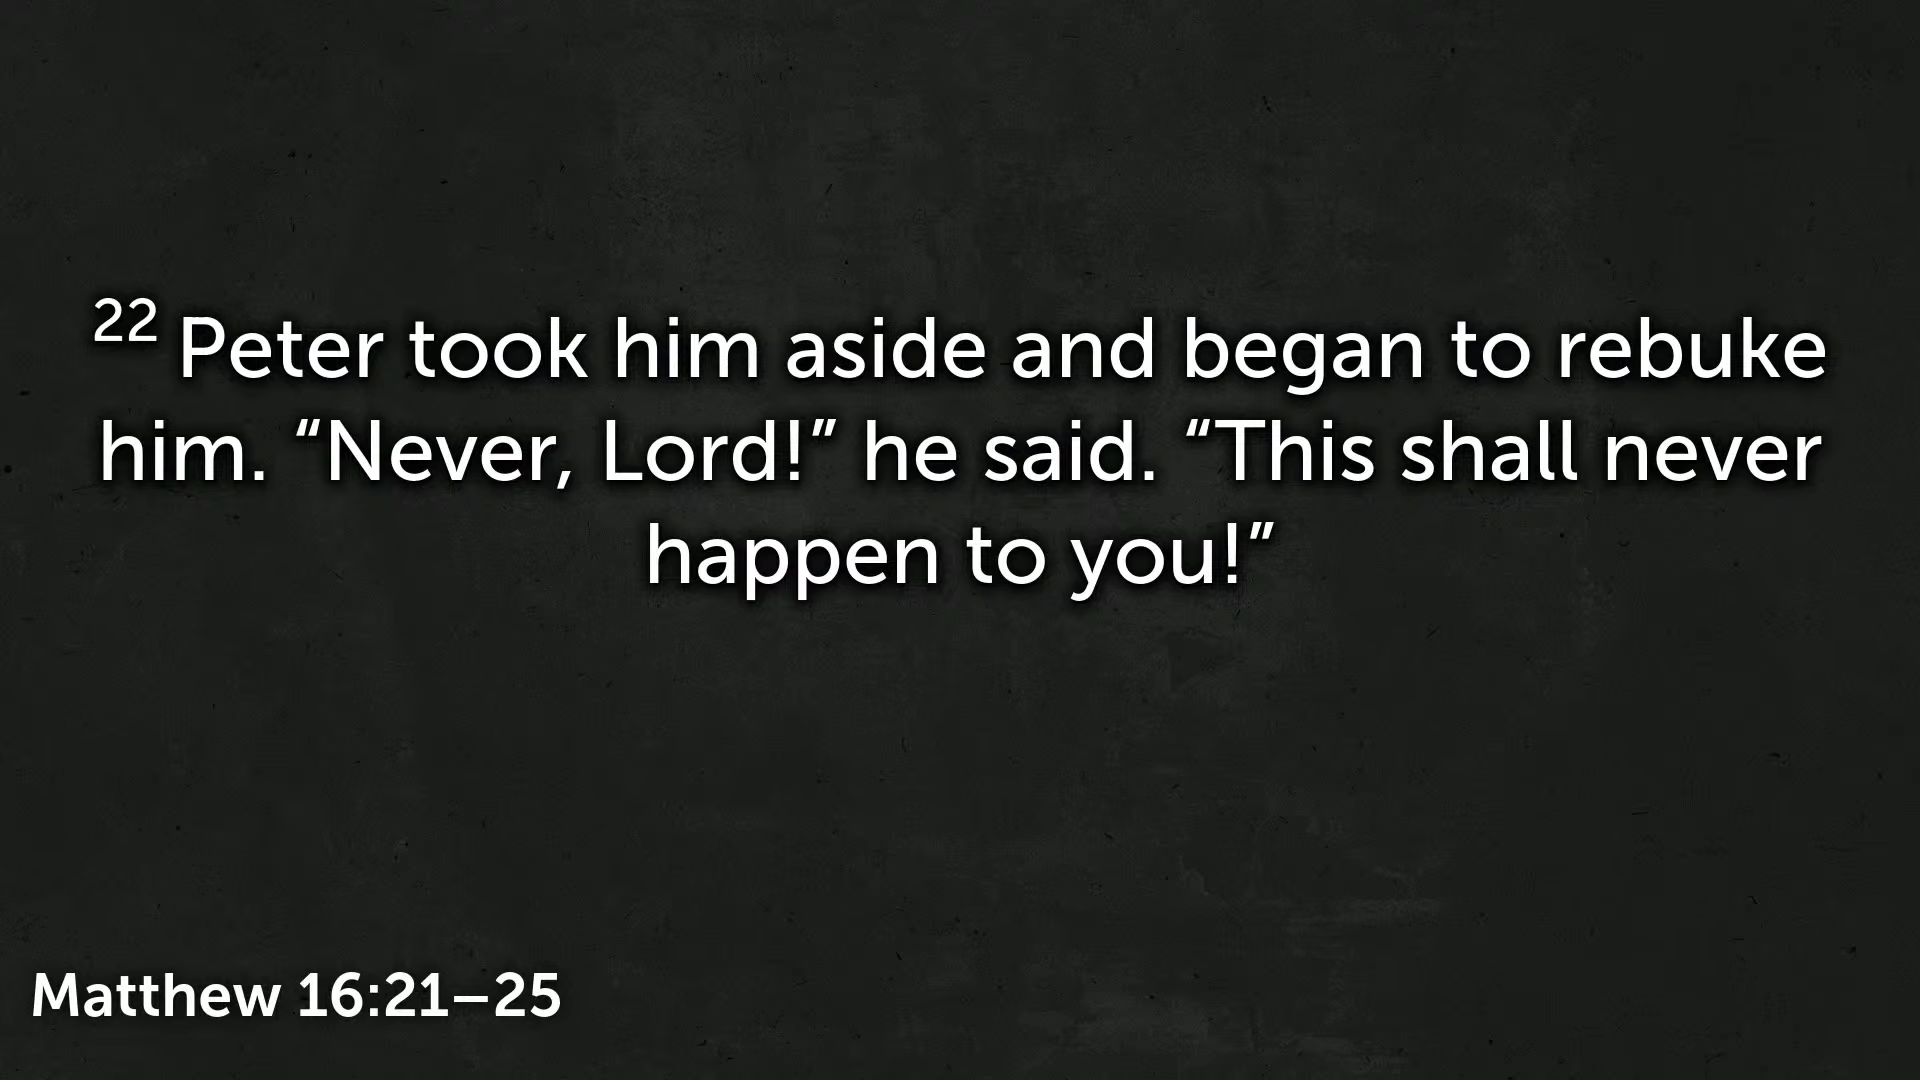 22 Peter took him aside and began to rebuke
him. “Never, Lord!” he said. “This shall never
happen to you!”
Matthew 16:21–25